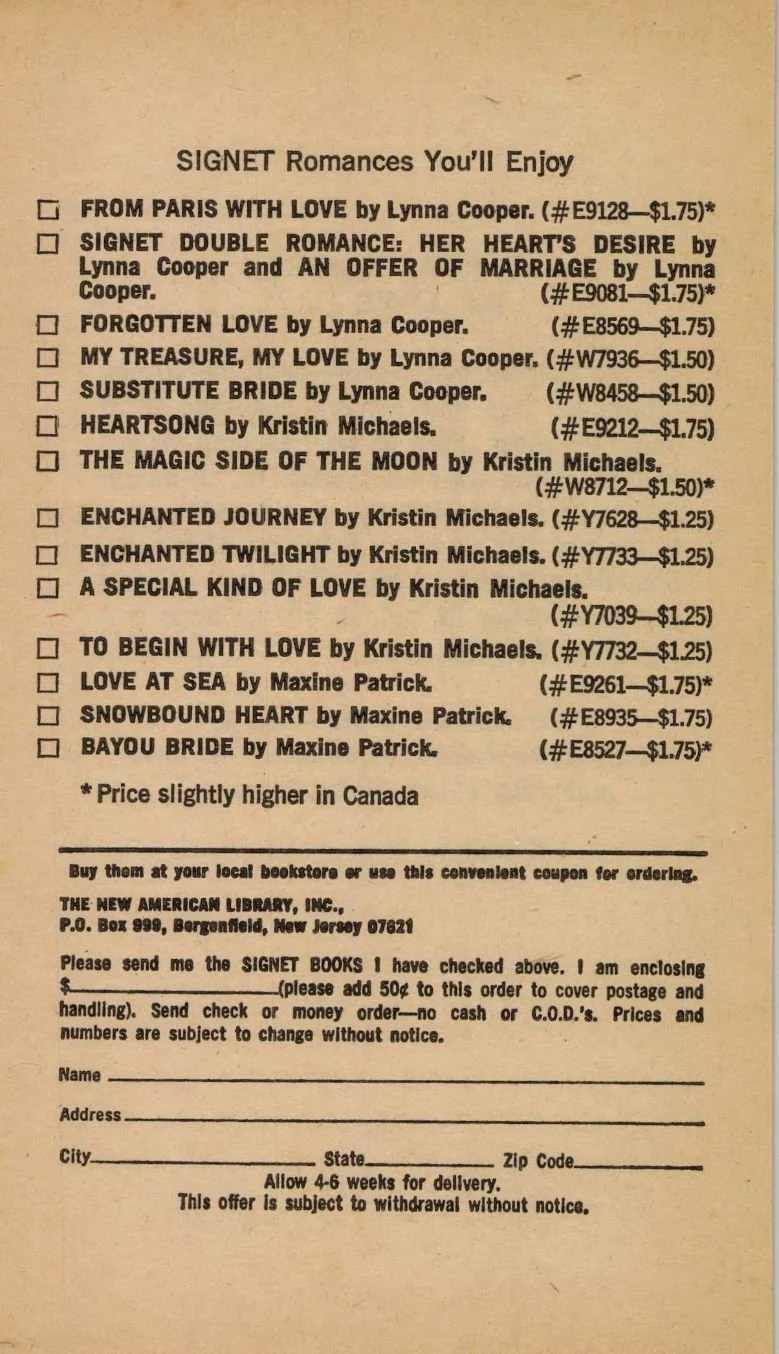 SIGNET Romances You'll Enjoy
□ FROM PARIS WITH LOVE by Lynna Cooper. (#E9128—$1.75)*
□ SIGNET DOUBLE ROMANCE: HER HEART'S DESIRE by
Lynna Cooper and AN OFFER OF MARRIAGE by Lynna
Cooper. (#E9081—$1.75)*
□ FORGOTTEN LOVE by Lynna Cooper. (#E8569—$1.75)
□ MY TREASURE, MY LOVE by Lynna Cooper. (#W7936—$1.50)
□ SUBSTITUTE BRIDE by Lynna Cooper. (#W8458—$1.50)
□ HEARTSONG by Kristin Michaels. (#E9212—$1.75)
□ THE MAGIC SIDE OF THE MOON by Kristin Michaels.
(#W8712—$1.50)*
□ ENCHANTED JOURNEY by Kristin Michaels. (#Y7628—$1.25)
□ ENCHANTED TWILIGHT by Kristin Michaels. (#Y7733—$1.25)
□ A SPECIAL KIND OF LOVE by Kristin Michaels.
(#Y7039—$1.25)
□ TO BEGIN WITH LOVE by Kristin Michaels. (#Y7732—$1.25)
□ LOVE AT SEA by Maxine Patrick. (#E9261—$1.75)*
□ SNOWBOUND HEART by Maxine Patrick. (#E8935—$1.75)
□ BAYOU BRIDE by Maxine Patrick. (#E8527—$1.75)*
*Price slightly higher in Canada
Buy them at your local bookstore or use this convenient coupon for ordering.
THE NEW AMERICAN LIBRARY, INC.,
P.O. Box 999, Bergenfield, New Jersey 07621
Please send me the SIGNET BOOKS I have checked above. I am enclosing
$__________(please add 50¢ to this order to cover postage and
handling). Send check or money order—no cash or C.O.D.'s. Prices and
numbers are subject to change without notice.
Name
Address
City State Zip Code
Allow 4-6 weeks for delivery.
This offer is subject to withdrawal without notice.